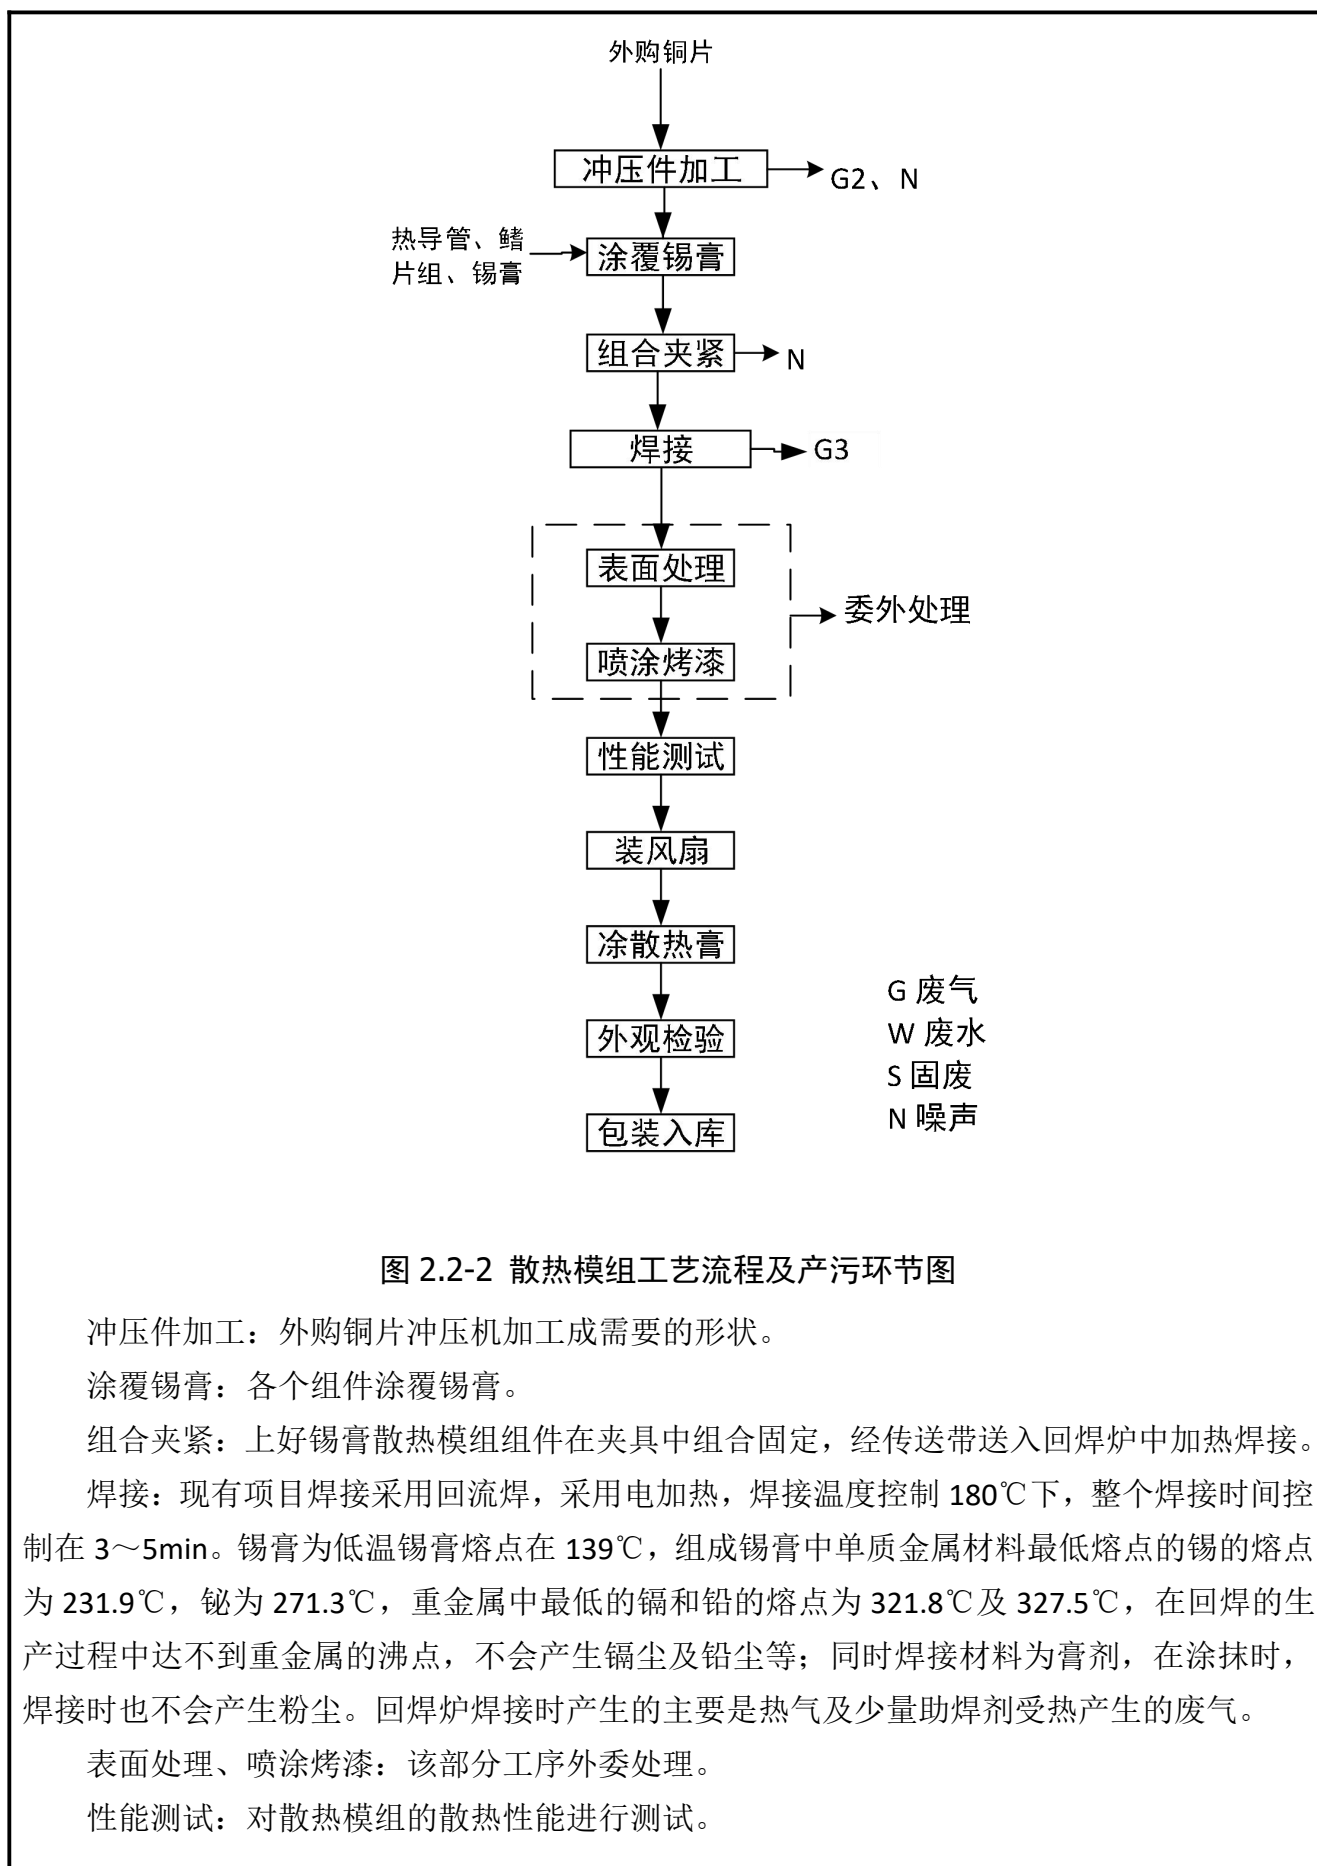 外购铜片
冲压件加工
G2、N
热导管、鳍
片组、锡膏
涂覆锡膏
组合夹紧
N
焊接
G3
表面处理
委外处理
喷涂烤漆
性能测试
装风扇
涂散热膏
外观检验
包装入库
G 废气
W 废水
S 固废
N 噪声
图 2.2-2 散热模组工艺流程及产污环节图
冲压件加工：外购铜片冲压机加工成需要的形状。
涂覆锡膏：各个组件涂覆锡膏。
组合夹紧：上好锡膏散热模组组件在夹具中组合固定，经传送带送入回焊炉中加热焊接。
焊接：现有项目焊接采用回流焊，采用电加热，焊接温度控制 180℃下，整个焊接时间控
制在 3～5min。锡膏为低温锡膏熔点在 139℃，组成锡膏中单质金属材料最低熔点的锡的熔点
为 231.9℃，铋为 271.3℃，重金属中最低的镉和铅的熔点为 321.8℃及 327.5℃，在回焊的生
产过程中达不到重金属的沸点，不会产生镉尘及铅尘等；同时焊接材料为膏剂，在涂抹时，
焊接时也不会产生粉尘。回焊炉焊接时产生的主要是热气及少量助焊剂受热产生的废气。
表面处理、喷涂烤漆：该部分工序外委处理。
性能测试：对散热模组的散热性能进行测试。